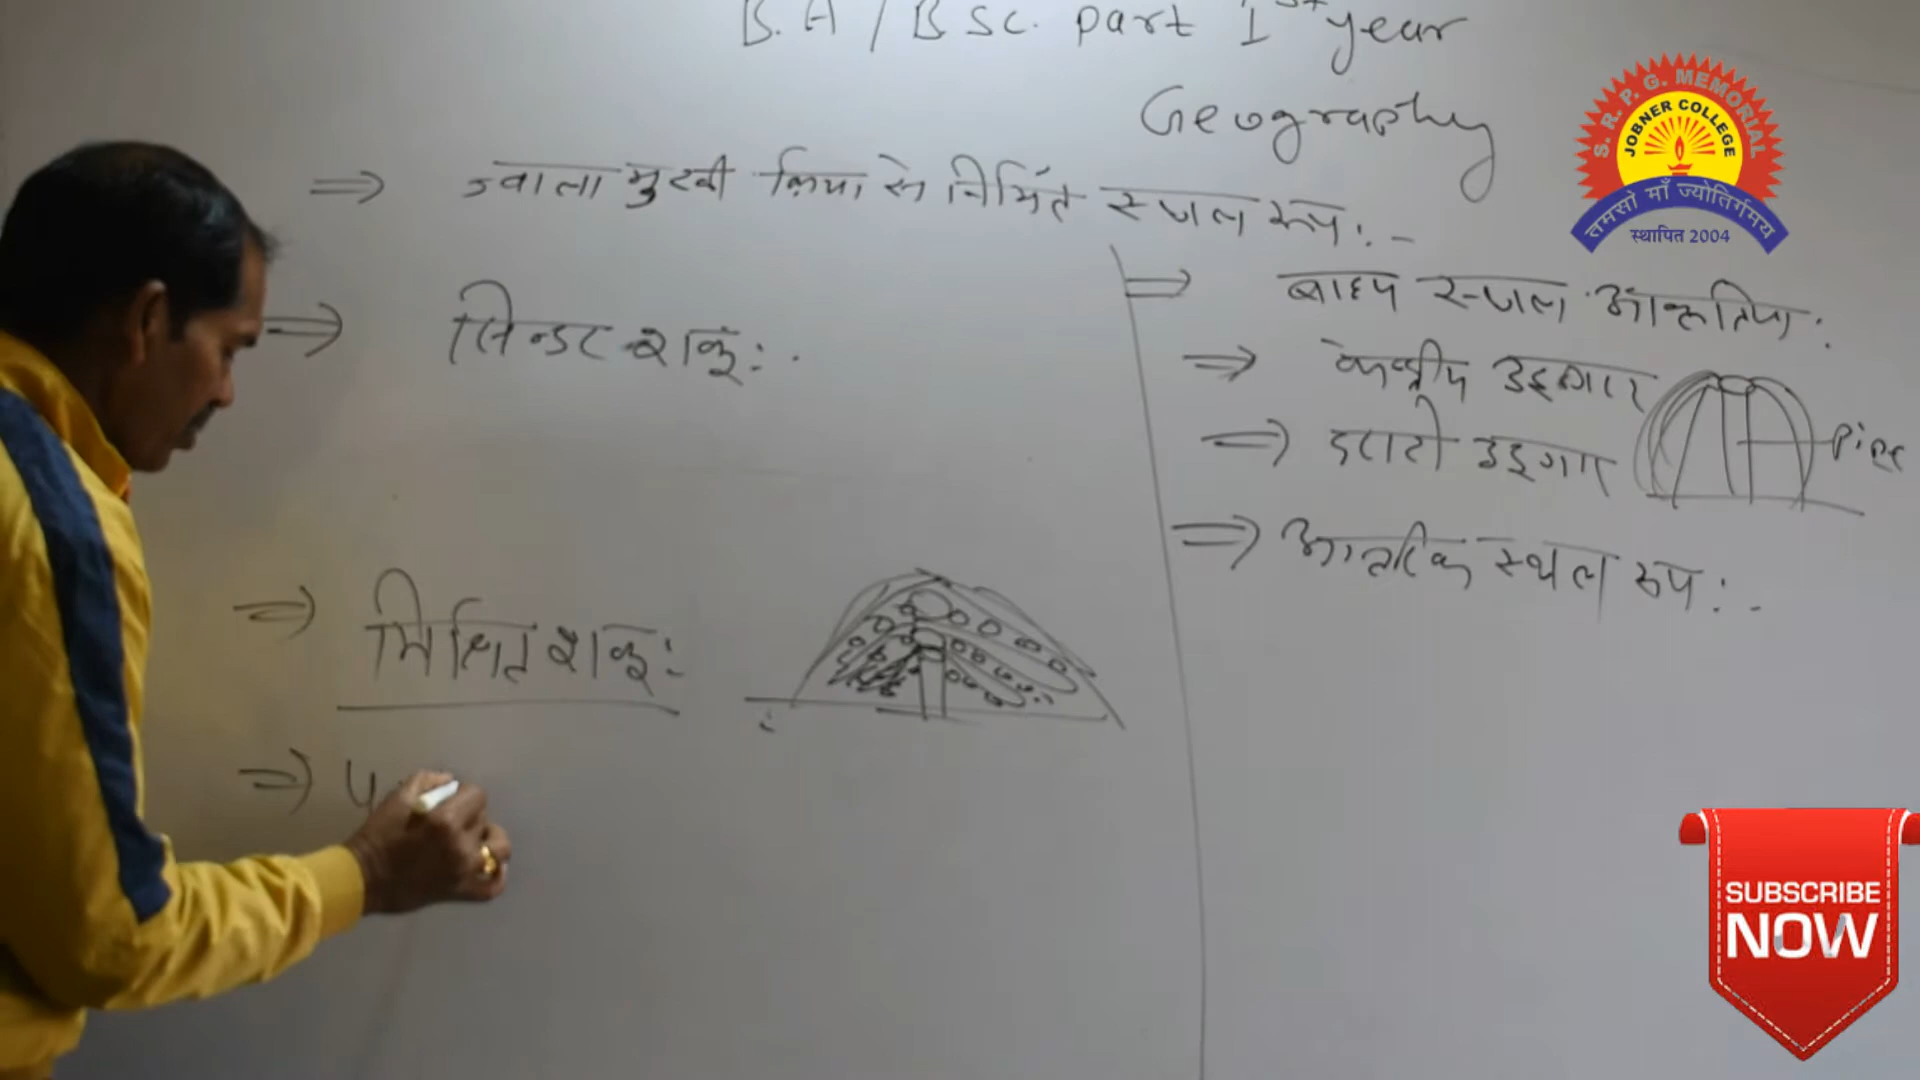 B.A / B Sc. part 1st year
Geography
⇒ ज्वाला मुखी क्रिया से निर्मित स्थल रूप :-
⇒ सिन्डर शंकु :-
⇒ मिश्रित शंकु :
⇒ प
⇒ बाह्य स्थल आकृतिया :
⇒ केन्द्रीय उद्गार
⇒ दरारी उद्गार
Pipe
⇒ आन्तरिक स्थल रूप :-
S. R. P. G. MEMORIAL
JOBNER COLLEGE
तमसो माँ ज्योतिर्गमय
स्थापित 2004
SUBSCRIBE
NOW